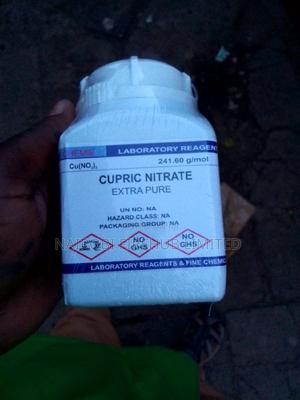 LABORATORY REAGENT
Cu(NO₃)₂
241.60 g/mol
CUPRIC NITRATE
EXTRA PURE
UN NO: NA
HAZARD CLASS: NA
PACKAGING GROUP: NA
NO
GHS
NO
GHS
LABORATORY REAGENTS & FINE CHEMIC